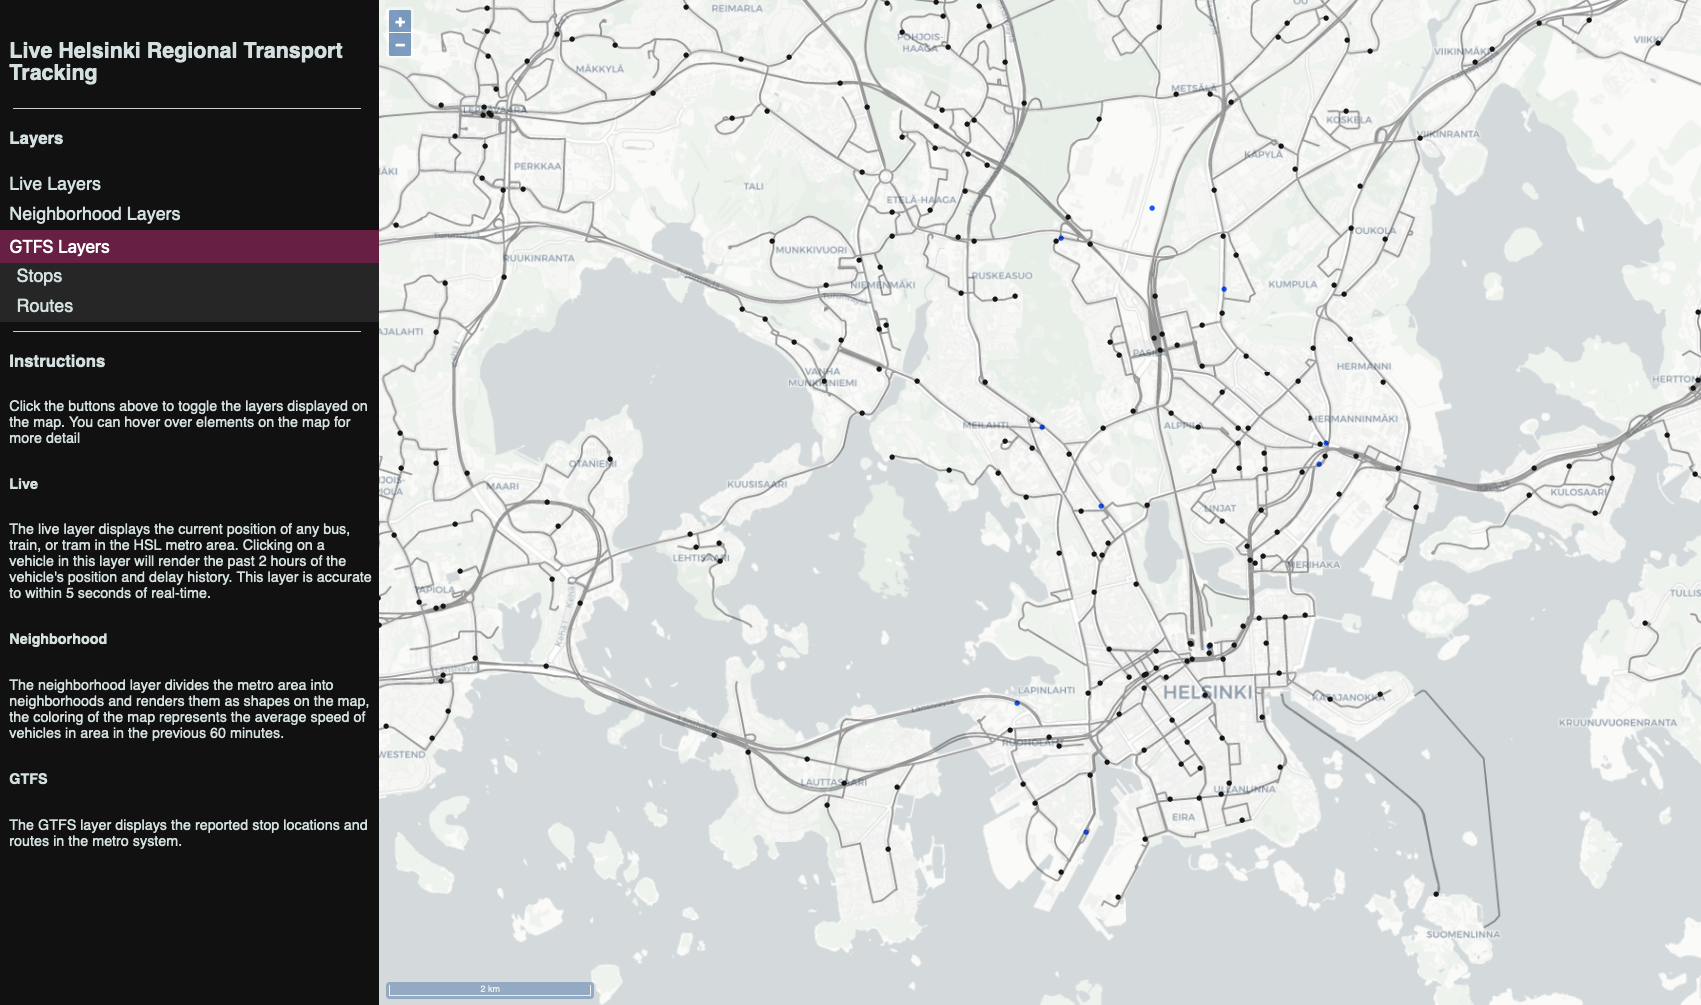 Live Helsinki Regional Transport
Tracking
Layers
Live Layers
Neighborhood Layers
GTFS Layers
Stops
Routes
Instructions
Click the buttons above to toggle the layers displayed on
the map. You can hover over elements on the map for
more detail
Live
The live layer displays the current position of any bus,
train, or tram in the HSL metro area. Clicking on a
vehicle in this layer will render the past 2 hours of the
vehicle's position and delay history. This layer is accurate
to within 5 seconds of real-time.
Neighborhood
The neighborhood layer divides the metro area into
neighborhoods and renders them as shapes on the map,
the coloring of the map represents the average speed of
vehicles in area in the previous 60 minutes.
GTFS
The GTFS layer displays the reported stop locations and
routes in the metro system.
+
−
REIMARLA
POHJOIS-
HAAGA
VIIKINMÄKI
VIIKKI
MÄKKYLÄ
METSÄLÄ
KOSKELA
VIIKINRANTA
KÄPYLÄ
PERKKAA
TALI
ETELÄ-HAAGA
MUNKKIVUORI
RUUKINRANTA
NIEMENMÄKI
RUSKEASUO
KUMPULA
VANHA
MUNKKINIEMI
HERMANNI
MEILAHTI
ALPPILA
HERMANNINMÄKI
OTANIEMI
MAARI
KUUSISAARI
KULOSAARI
LEHTISAARI
MERIHAKA
LAPINLAHTI
HELSINKI
KATAJANOKKA
KRUUNUVUORENRANTA
RUOHOLAHTI
WESTEND
LAUTTASAARI
ULLANLINNA
EIRA
SUOMENLINNA
2 km